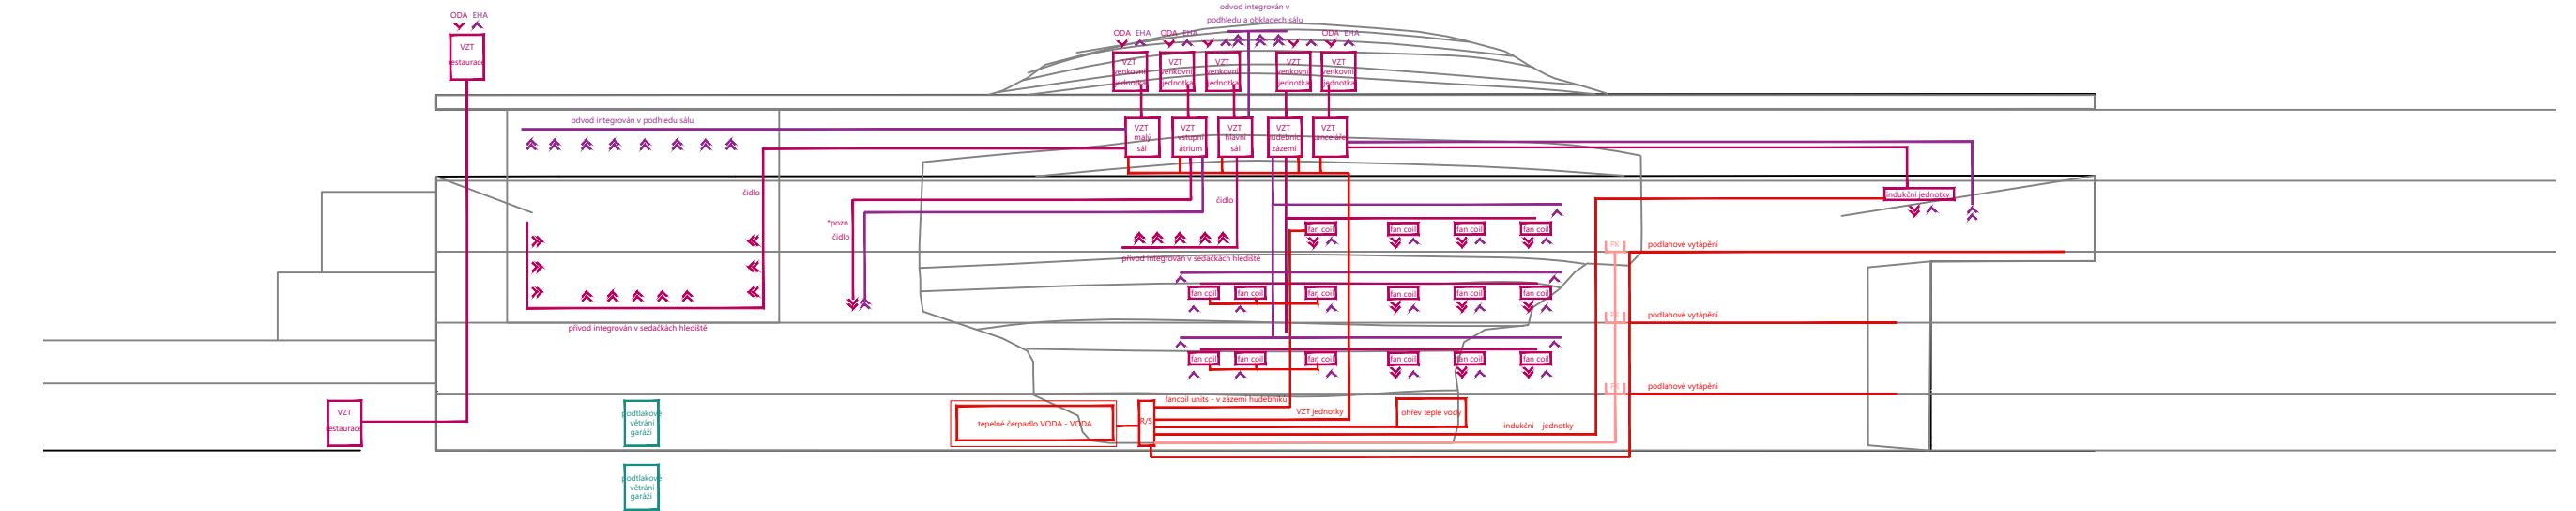 odvod integrován v
podhledu a obkladech sálu
ODA EHA
VZT
restaurace
ODA EHA ODA EHA ODA EHA
VZT
venkovní
jednotka
VZT
venkovní
jednotka
VZT
venkovní
jednotka
VZT
venkovní
jednotka
VZT
venkovní
jednotka
odvod integrován v podhledu sálu
VZT
malý
sál
VZT
vstupní
átrium
VZT
hlavní
sál
VZT
hudebníci
zázemí
VZT
kanceláře
čidlo
čidlo
indukční jednotky
*pozn
čidlo
fan coil fan coil fan coil fan coil
PK podlahové vytápění
přívod integrován v sedačkách hlediště
fan coil fan coil fan coil fan coil fan coil fan coil
PK podlahové vytápění
přívod integrován v sedačkách hlediště
fan coil fan coil fan coil fan coil fan coil fan coil
PK podlahové vytápění
fancoil units - v zázemí hudebníků
VZT jednotky
VZT
restaurace
podtlakové
větrání
garáží
tepelné čerpadlo VODA - VODA
R/S
ohřev teplé vody
indukční jednotky
podtlakové
větrání
garáží